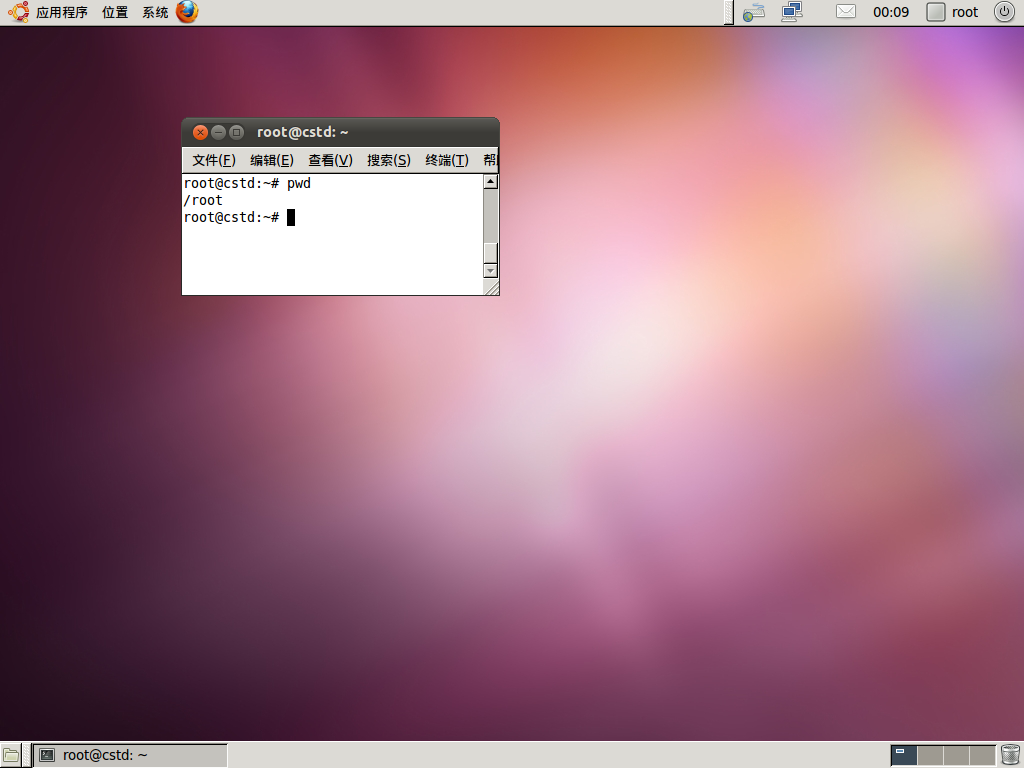 应用程序 位置 系统 00:09 root
root@cstd: ~
文件(F) 编辑(E) 查看(V) 搜索(S) 终端(T)
root@cstd:~# pwd
/root
root@cstd:~#
root@cstd: ~